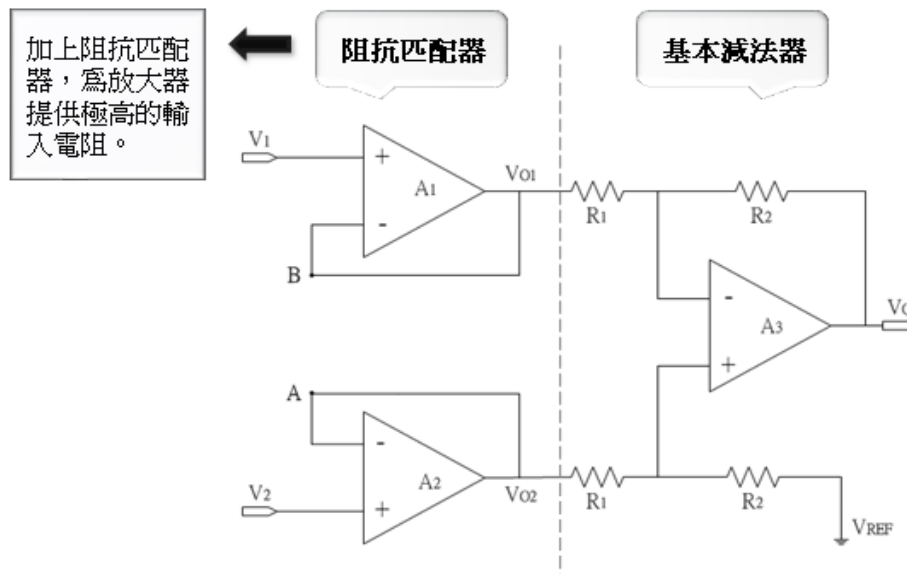 加上阻抗匹配
器，為放大器
提供極高的輸
入電阻。
阻抗匹配器
基本減法器
V1
+
A1
-
B
VO1
R1
R2
-
A3
+
VO
A
-
A2
+
V2
VO2
R1
R2
VREF